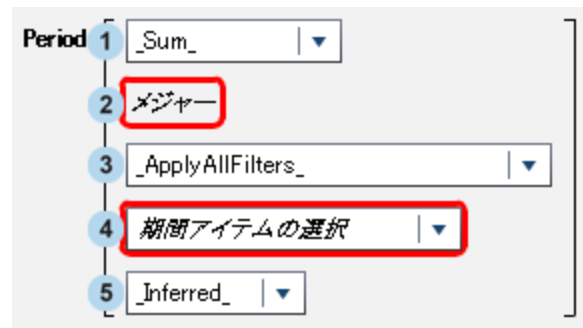 Period 1 _Sum_
2 メジャー
3 _ApplyAllFilters_
4 期間アイテムの選択
5 _Inferred_